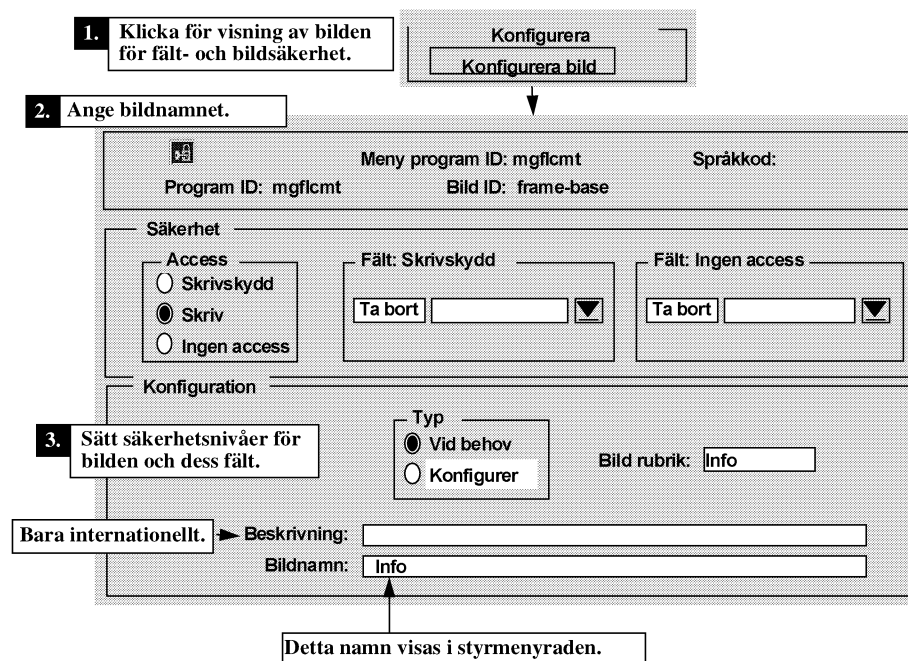 1. Klicka för visning av bilden
för fält- och bildsäkerhet.
Konfigurera
Konfigurera bild
2. Ange bildnamnet.
Meny program ID: mgflcmt Språkkod:
Program ID: mgflcmt Bild ID: frame-base
Säkerhet
Access
Skrivskydd
Skriv
Ingen access
Fält: Skrivskydd
Ta bort
Fält: Ingen access
Ta bort
Konfiguration
3. Sätt säkerhetsnivåer för
bilden och dess fält.
Typ
Vid behov
Konfigurer
Bild rubrik: Info
Bara internationellt.
Beskrivning:
Bildnamn: Info
Detta namn visas i styrmenyraden.